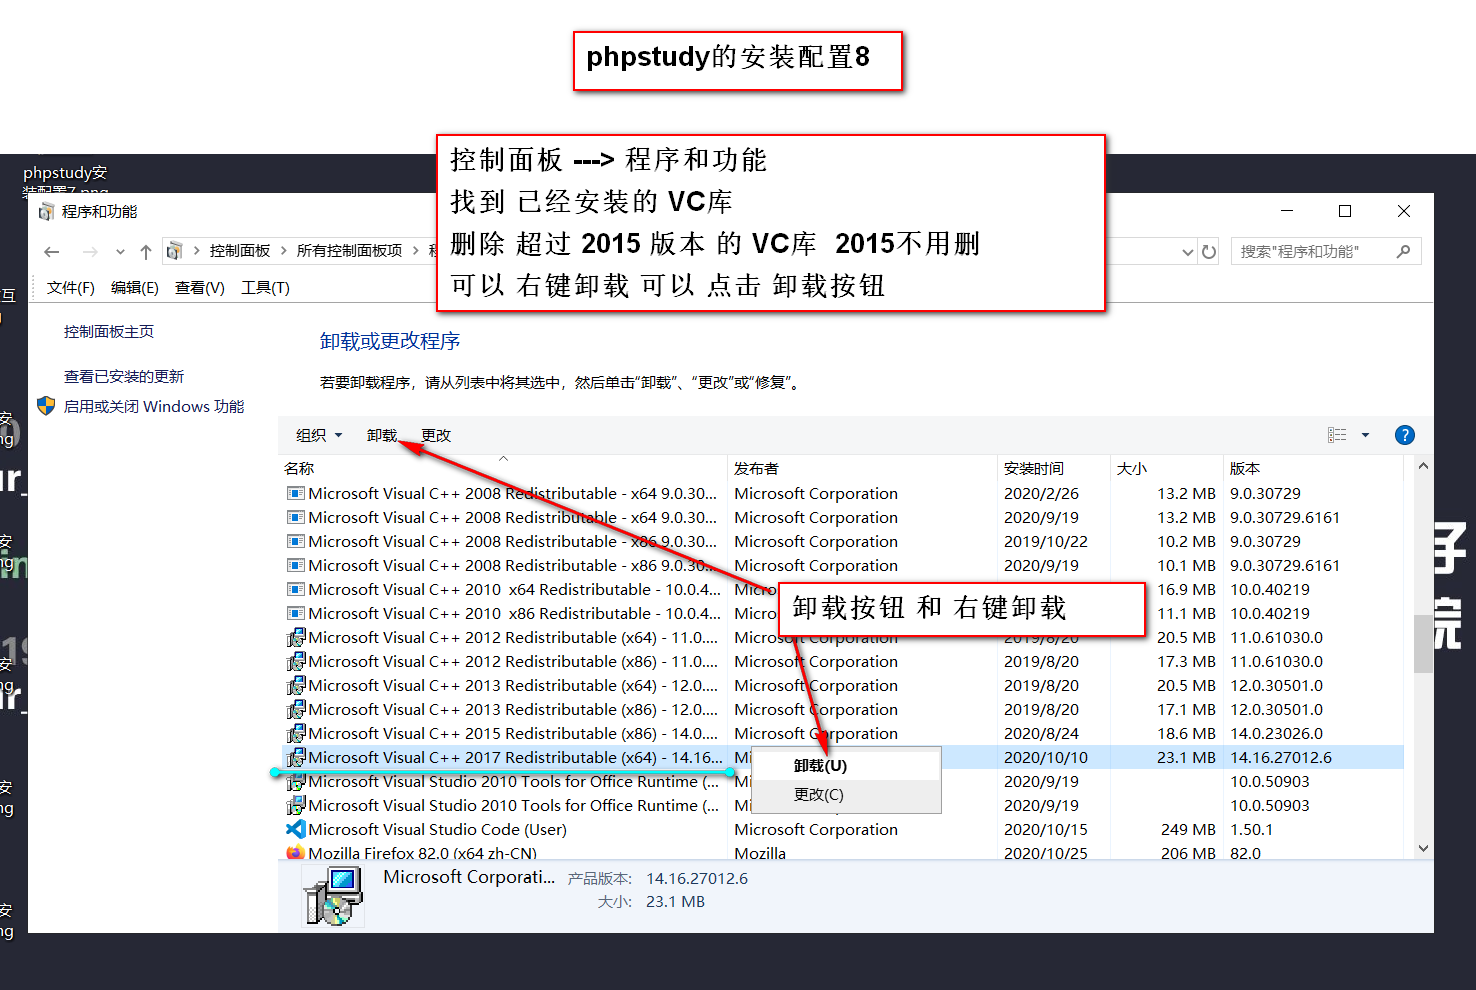 phpstudy的安装配置8
控制面板 ---> 程序和功能
找到 已经安装的 VC库
删除 超过 2015 版本 的 VC库  2015不用删
可以 右键卸载 可以 点击 卸载按钮
phpstudy安
装配置7.png
程序和功能
控制面板 > 所有控制面板项 >
搜索"程序和功能"
文件(F) 编辑(E) 查看(V) 工具(T)
控制面板主页
查看已安装的更新
启用或关闭 Windows 功能
卸载或更改程序
若要卸载程序，请从列表中将其选中，然后单击“卸载”、“更改”或“修复”。
组织 卸载 更改
名称 发布者 安装时间 大小 版本
Microsoft Visual C++ 2008 Redistributable - x64 9.0.30... Microsoft Corporation 2020/2/26 13.2 MB 9.0.30729
Microsoft Visual C++ 2008 Redistributable - x64 9.0.30... Microsoft Corporation 2020/9/19 13.2 MB 9.0.30729.6161
Microsoft Visual C++ 2008 Redistributable - x86 9.0.30... Microsoft Corporation 2019/10/22 10.2 MB 9.0.30729
Microsoft Visual C++ 2008 Redistributable - x86 9.0.30... Microsoft Corporation 2020/9/19 10.1 MB 9.0.30729.6161
Microsoft Visual C++ 2010  x64 Redistributable - 10.0.4... 16.9 MB 10.0.40219
Microsoft Visual C++ 2010  x86 Redistributable - 10.0.4... 11.1 MB 10.0.40219
卸载按钮 和 右键卸载
Microsoft Visual C++ 2012 Redistributable (x64) - 11.0.... Microsoft Corporation 2019/8/20 20.5 MB 11.0.61030.0
Microsoft Visual C++ 2012 Redistributable (x86) - 11.0.... Microsoft Corporation 2019/8/20 17.3 MB 11.0.61030.0
Microsoft Visual C++ 2013 Redistributable (x64) - 12.0.... Microsoft Corporation 2019/8/20 20.5 MB 12.0.30501.0
Microsoft Visual C++ 2013 Redistributable (x86) - 12.0.... Microsoft Corporation 2019/8/20 17.1 MB 12.0.30501.0
Microsoft Visual C++ 2015 Redistributable (x86) - 14.0.... Microsoft Corporation 2020/8/24 18.6 MB 14.0.23026.0
Microsoft Visual C++ 2017 Redistributable (x64) - 14.16... 2020/10/10 23.1 MB 14.16.27012.6
卸载(U)
更改(C)
Microsoft Visual Studio 2010 Tools for Office Runtime (... 2020/9/19 10.0.50903
Microsoft Visual Studio 2010 Tools for Office Runtime (... 2020/9/19 10.0.50903
Microsoft Visual Studio Code (User) Microsoft Corporation 2020/10/15 249 MB 1.50.1
Mozilla Firefox 82.0 (x64 zh-CN) Mozilla 2020/10/25 206 MB 82.0
Microsoft Corporati... 产品版本: 14.16.27012.6
大小: 23.1 MB